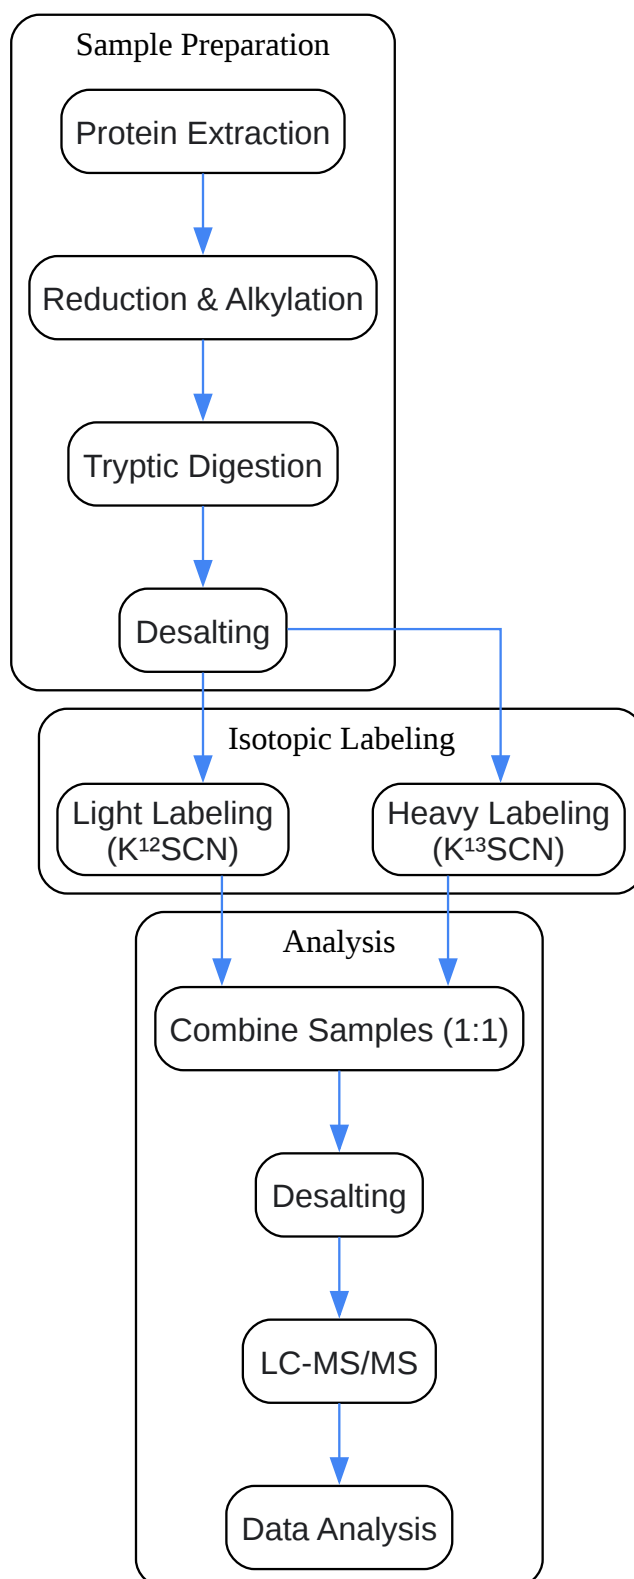 Sample Preparation
Protein Extraction
Reduction & Alkylation
Tryptic Digestion
Desalting
Isotopic Labeling
Light Labeling
(K¹²SCN)
Heavy Labeling
(K¹³SCN)
Analysis
Combine Samples (1:1)
Desalting
LC-MS/MS
Data Analysis